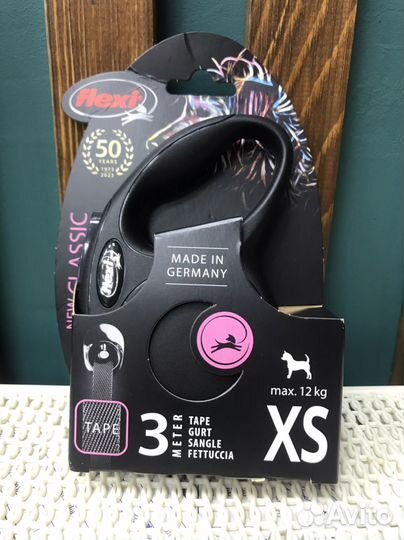 flexi
50
YEARS
1973
2023
NEW CLASSIC
flexi
MADE IN
GERMANY
max. 12 kg
TAPE
3 METER
TAPE
GURT
SANGLE
FETTUCCIA
XS
Avito